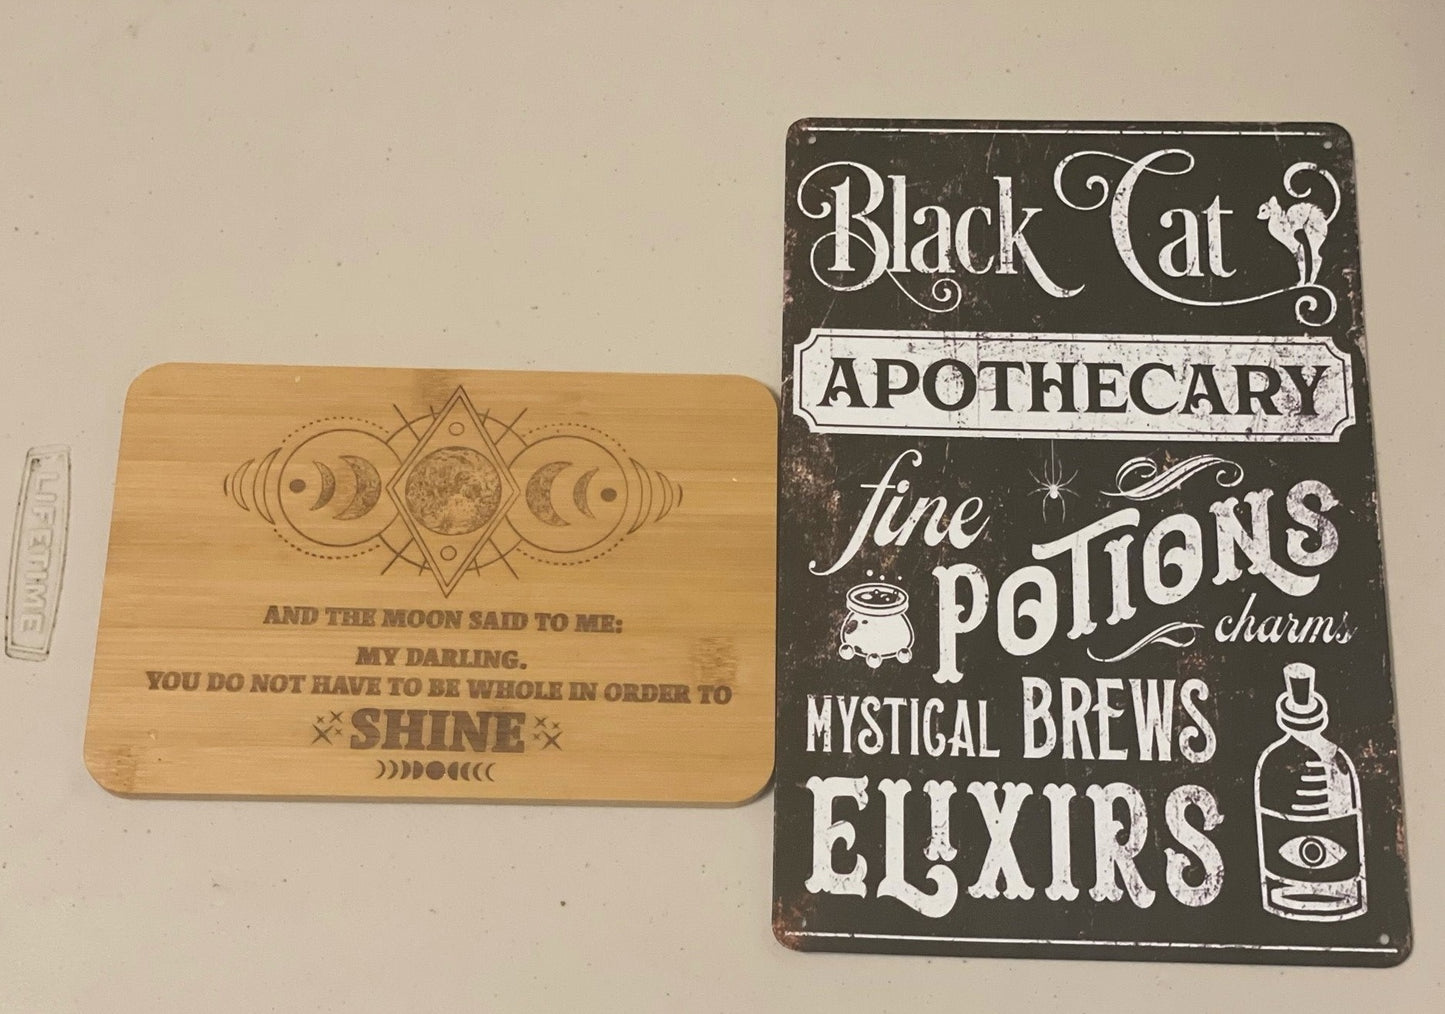 LIFETIME
AND THE MOON SAID TO ME:
MY DARLING.
YOU DO NOT HAVE TO BE WHOLE IN ORDER TO
SHINE
Black Cat
APOTHECARY
fine
POTIONS
charms
MYSTICAL BREWS
ELIXIRS